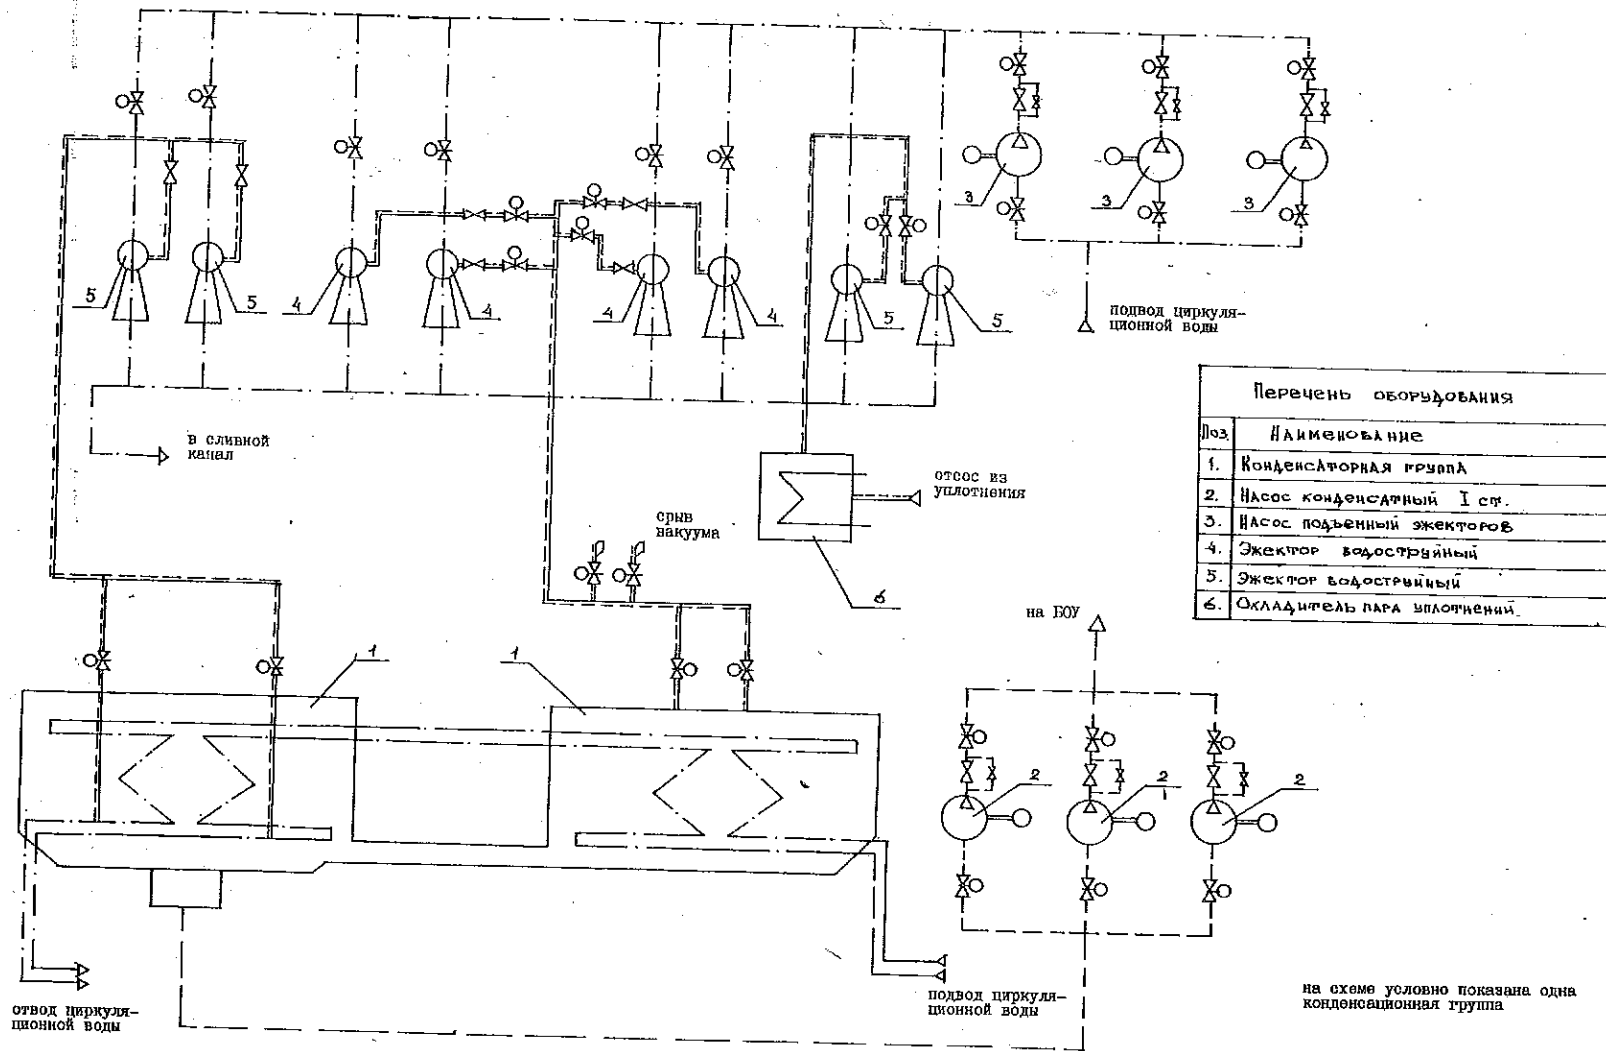 3
3
3
5
5
4
4
4
4
5
5
подвод циркуля-
ционной воды
в сливной
канал
отсос из
уплотнения
срыв
вакуума
6
Перечень оборудования
Поз. Наименование
1. Конденсаторная группа
2. Насос конденсатный I ст.
3. Насос подъенный эжекторов
4. Эжектор водоструйный
5. Эжектор водоструйный
6. Охладитель пара уплотнений.
на БОУ
1
1
2
2
2
отвод циркуля-
ционной воды
подвод циркуля-
ционной воды
на схеме условно показана одна
конденсационная группа